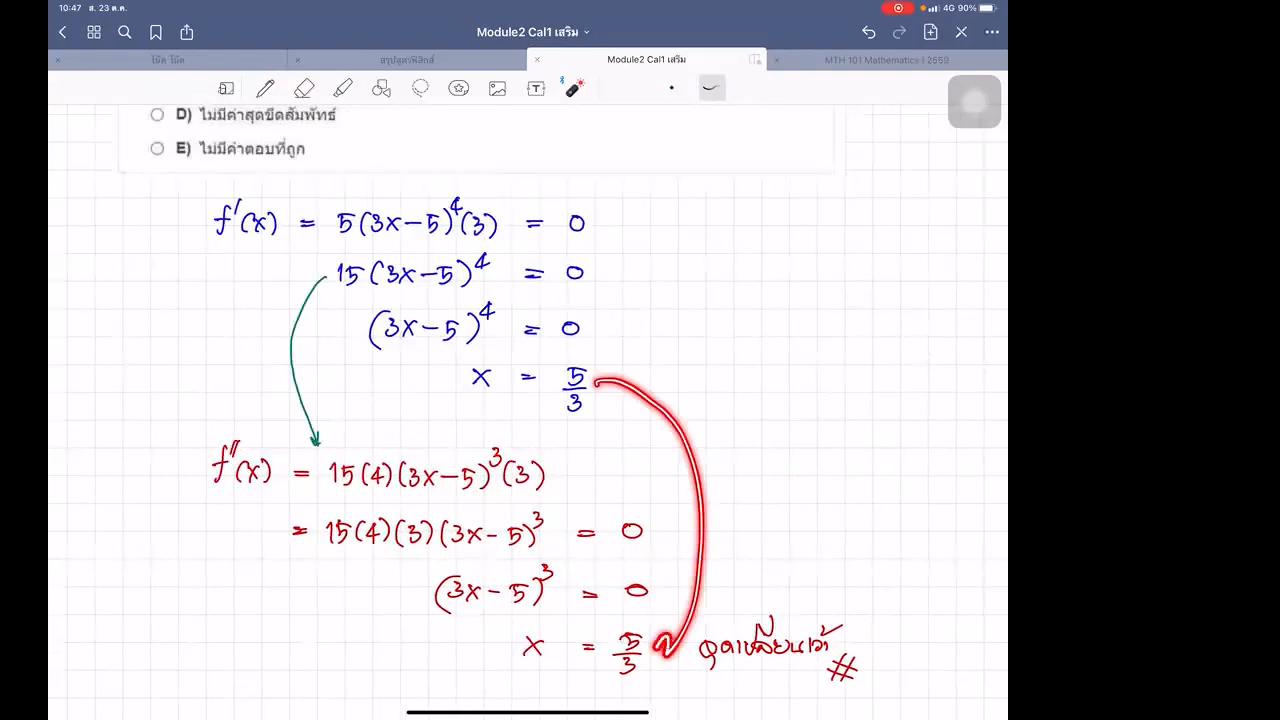 10:47 ส. 23 ต.ค. 4G 90%
Module2 Cal1 เสริม
โน๊ต โน๊ต สรุปสูตรฟิสิกส์ Module2 Cal1 เสริม MTH 101 Mathematics I 2559
D) ไม่มีค่าสุดขีดสัมพัทธ์
E) ไม่มีคำตอบที่ถูก
f'(x) = 5(3x-5)^4(3) = 0
15(3x-5)^4 = 0
(3x-5)^4 = 0
x = 5/3
f''(x) = 15(4)(3x-5)^3(3)
= 15(4)(3)(3x-5)^3 = 0
(3x-5)^3 = 0
x = 5/3 จุดเปลี่ยนเว้า #